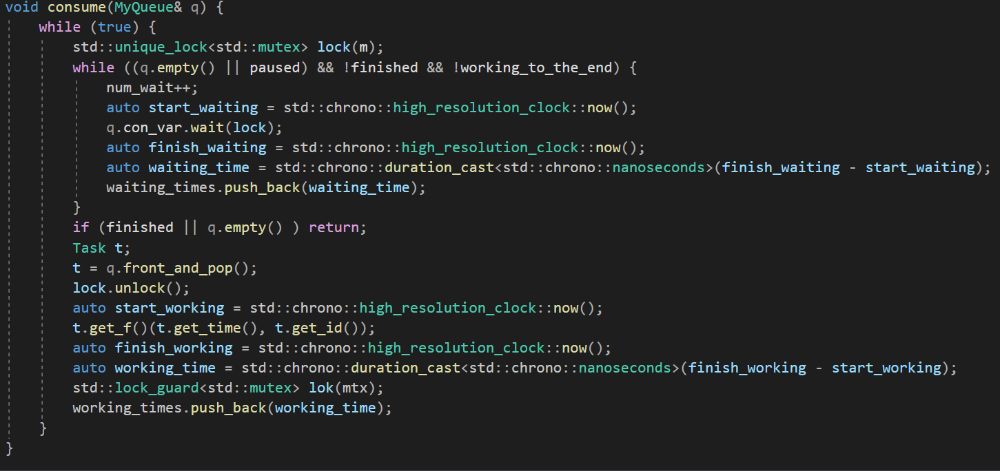 void consume(MyQueue& q) {
    while (true) {
        std::unique_lock<std::mutex> lock(m);
        while ((q.empty() || paused) && !finished && !working_to_the_end) {
            num_wait++;
            auto start_waiting = std::chrono::high_resolution_clock::now();
            q.con_var.wait(lock);
            auto finish_waiting = std::chrono::high_resolution_clock::now();
            auto waiting_time = std::chrono::duration_cast<std::chrono::nanoseconds>(finish_waiting - start_waiting);
            waiting_times.push_back(waiting_time);
        }
        if (finished || q.empty() ) return;
        Task t;
        t = q.front_and_pop();
        lock.unlock();
        auto start_working = std::chrono::high_resolution_clock::now();
        t.get_f()(t.get_time(), t.get_id());
        auto finish_working = std::chrono::high_resolution_clock::now();
        auto working_time = std::chrono::duration_cast<std::chrono::nanoseconds>(finish_working - start_working);
        std::lock_guard<std::mutex> lok(mtx);
        working_times.push_back(working_time);
    }
}